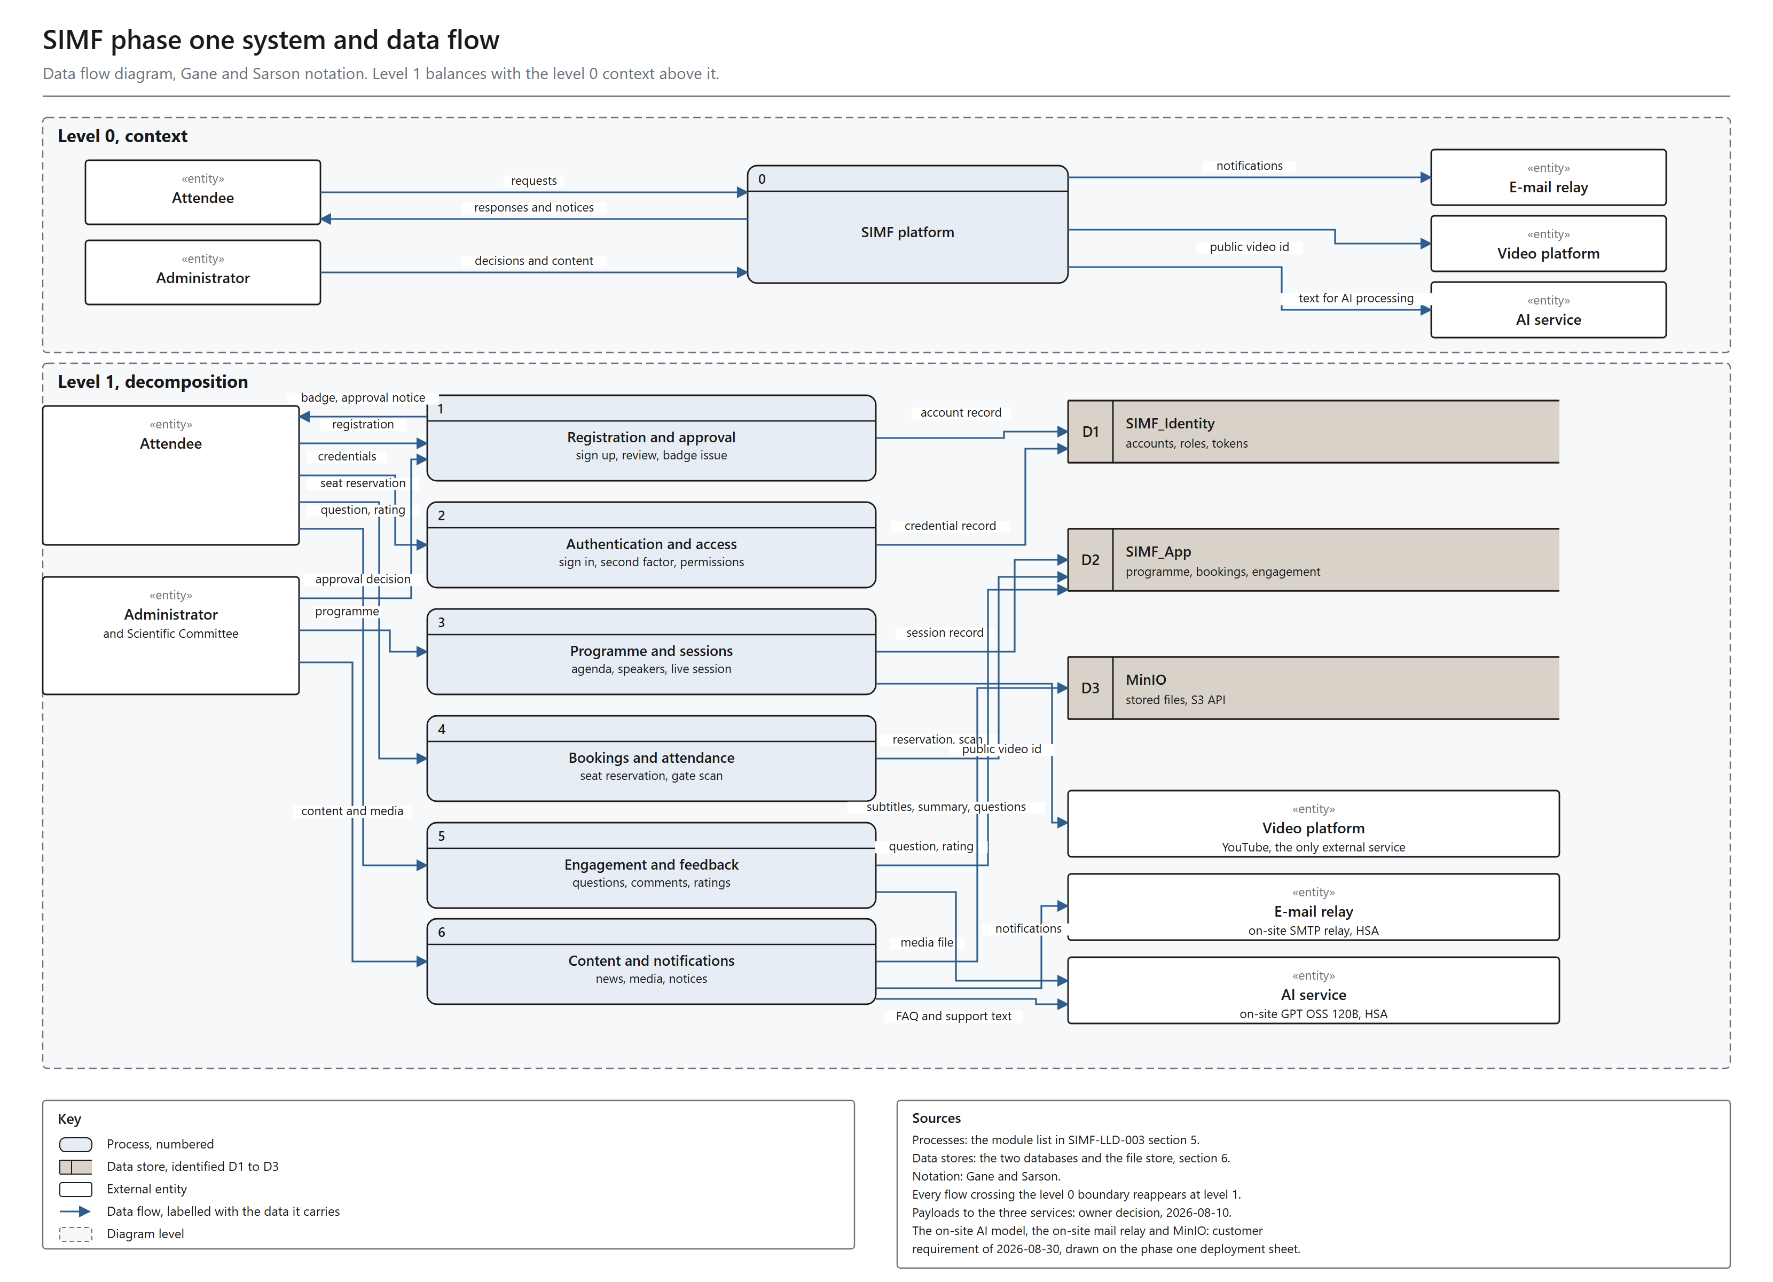 SIMF phase one system and data flow
Data flow diagram, Gane and Sarson notation. Level 1 balances with the level 0 context above it.
Level 0, context
«entity»
Attendee
«entity»
Administrator
requests
responses and notices
decisions and content
0
SIMF platform
notifications
public video id
text for AI processing
«entity»
E-mail relay
«entity»
Video platform
«entity»
AI service
Level 1, decomposition
«entity»
Attendee
«entity»
Administrator
and Scientific Committee
badge, approval notice
registration
credentials
seat reservation
question, rating
approval decision
programme
content and media
1
Registration and approval
sign up, review, badge issue
2
Authentication and access
sign in, second factor, permissions
3
Programme and sessions
agenda, speakers, live session
4
Bookings and attendance
seat reservation, gate scan
5
Engagement and feedback
questions, comments, ratings
6
Content and notifications
news, media, notices
account record
credential record
session record
reservation, scan
public video id
subtitles, summary, questions
question, rating
media file
notifications
FAQ and support text
D1
SIMF_Identity
accounts, roles, tokens
D2
SIMF_App
programme, bookings, engagement
D3
MinIO
stored files, S3 API
«entity»
Video platform
YouTube, the only external service
«entity»
E-mail relay
on-site SMTP relay, HSA
«entity»
AI service
on-site GPT OSS 120B, HSA
Key
Process, numbered
Data store, identified D1 to D3
External entity
Data flow, labelled with the data it carries
Diagram level
Sources
Processes: the module list in SIMF-LLD-003 section 5.
Data stores: the two databases and the file store, section 6.
Notation: Gane and Sarson.
Every flow crossing the level 0 boundary reappears at level 1.
Payloads to the three services: owner decision, 2026-08-10.
The on-site AI model, the on-site mail relay and MinIO: customer
requirement of 2026-08-30, drawn on the phase one deployment sheet.